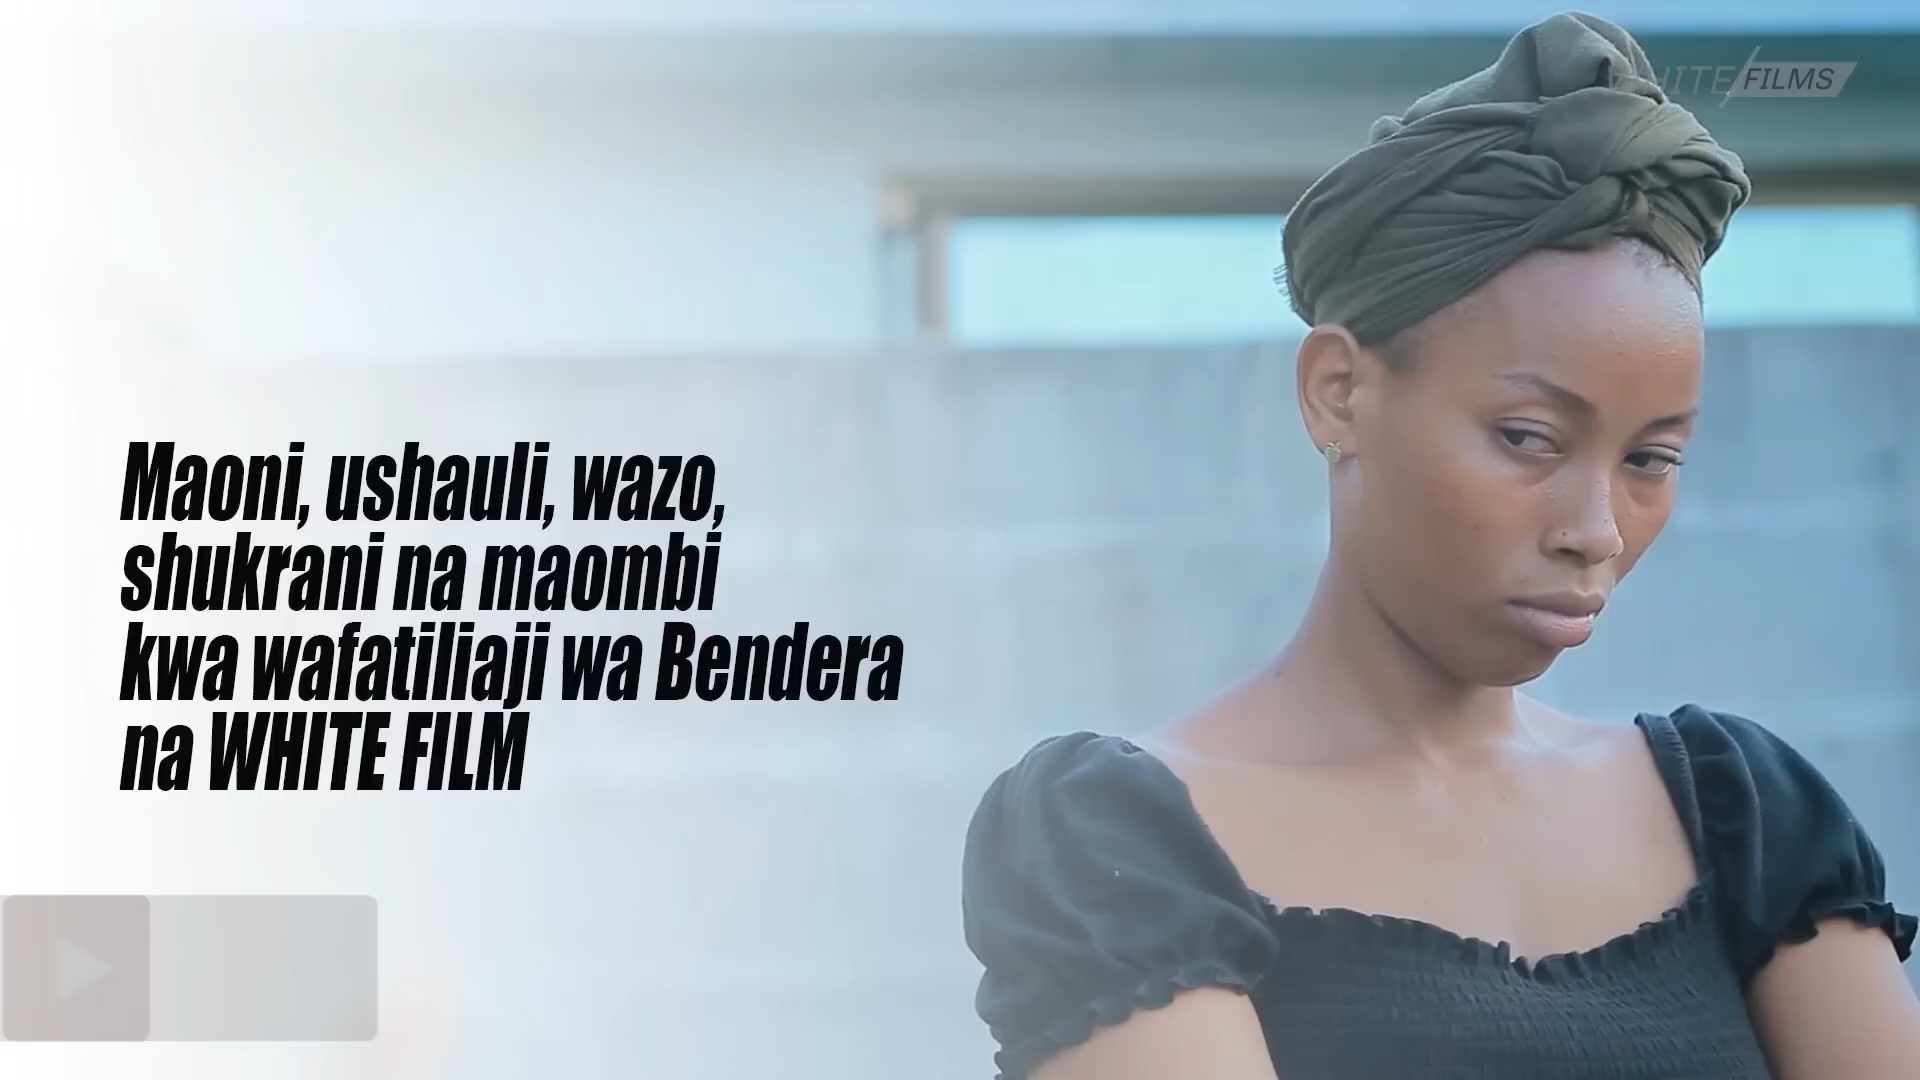 WHITE FILMS
Maoni, ushauli, wazo,
shukrani na maombi
kwa wafatiliaji wa Bendera
na WHITE FILM